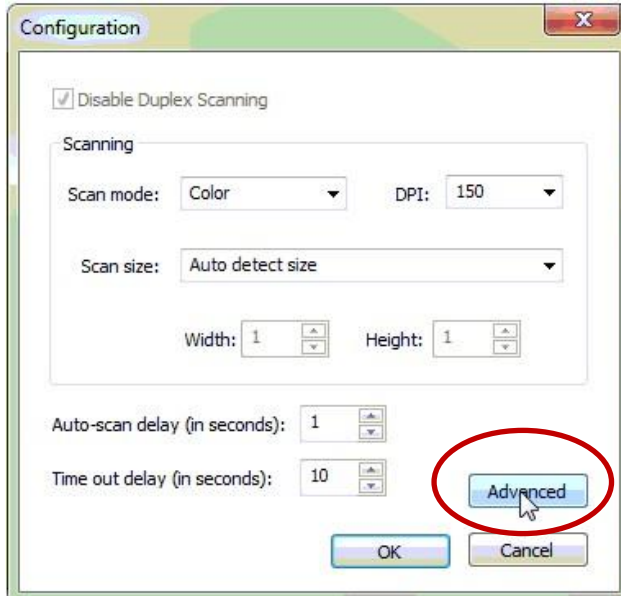 Configuration
Disable Duplex Scanning
Scanning
Scan mode: Color DPI: 150
Scan size: Auto detect size
Width: 1 Height: 1
Auto-scan delay (in seconds): 1
Time out delay (in seconds): 10
Advanced
OK Cancel